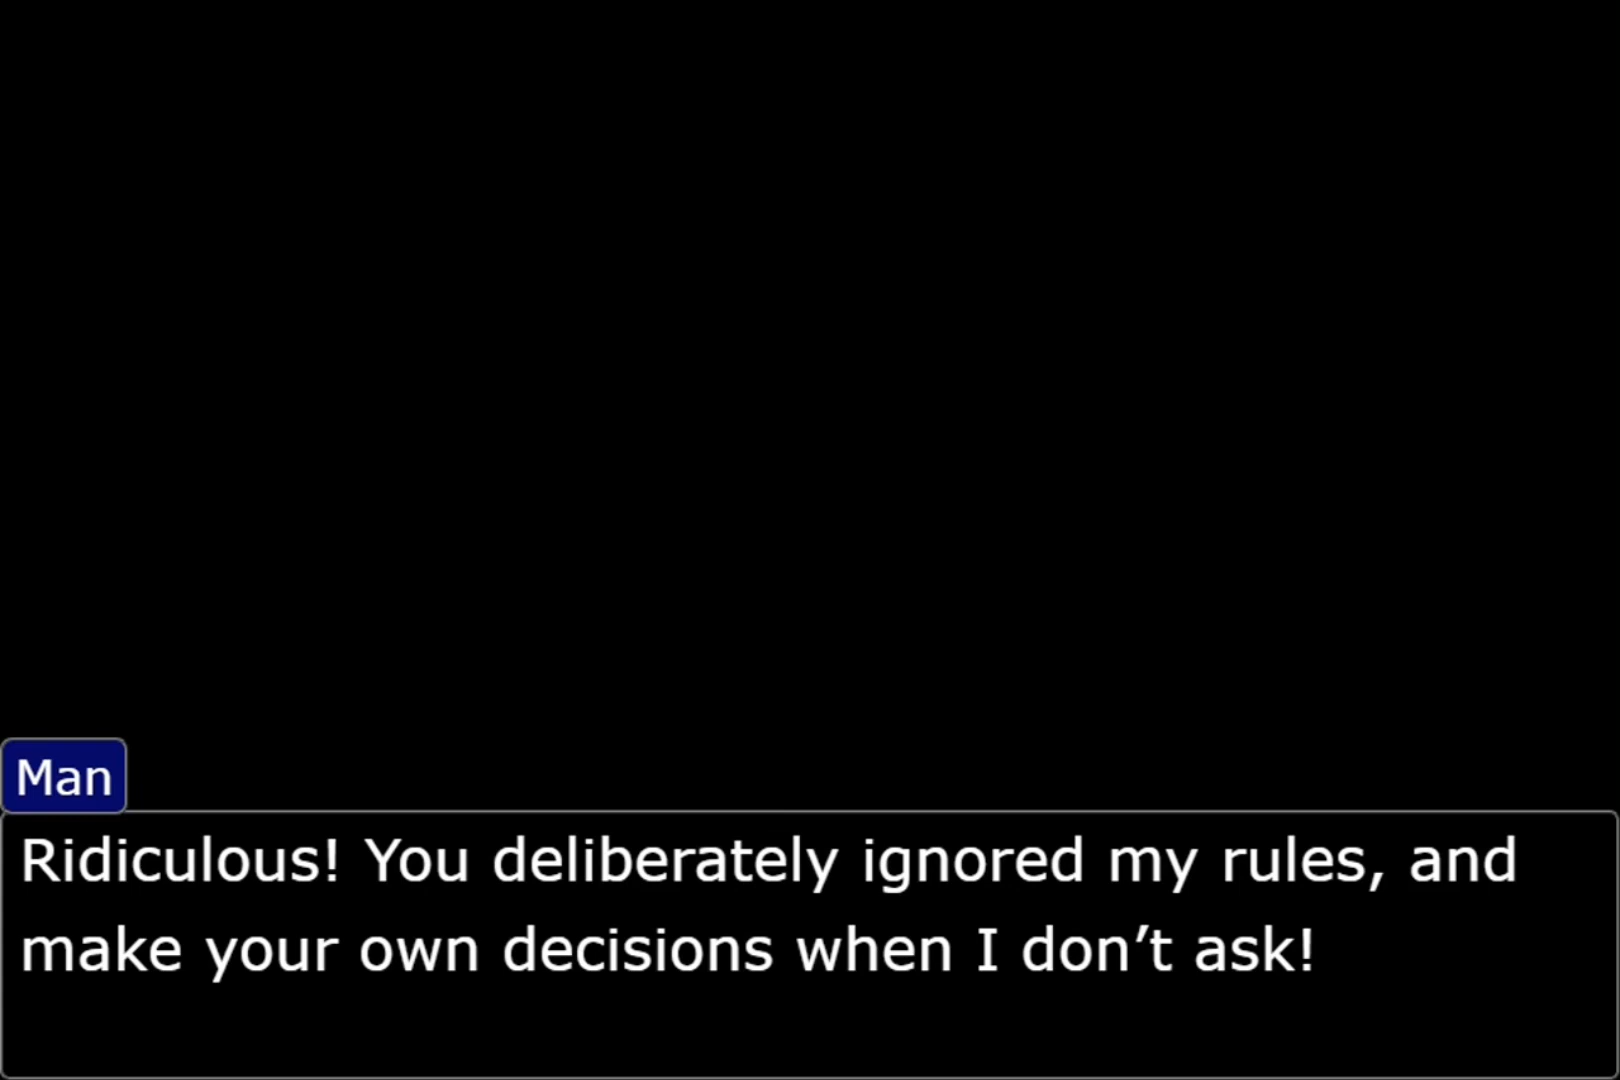 Man
Ridiculous! You deliberately ignored my rules, and
make your own decisions when I don’t ask!